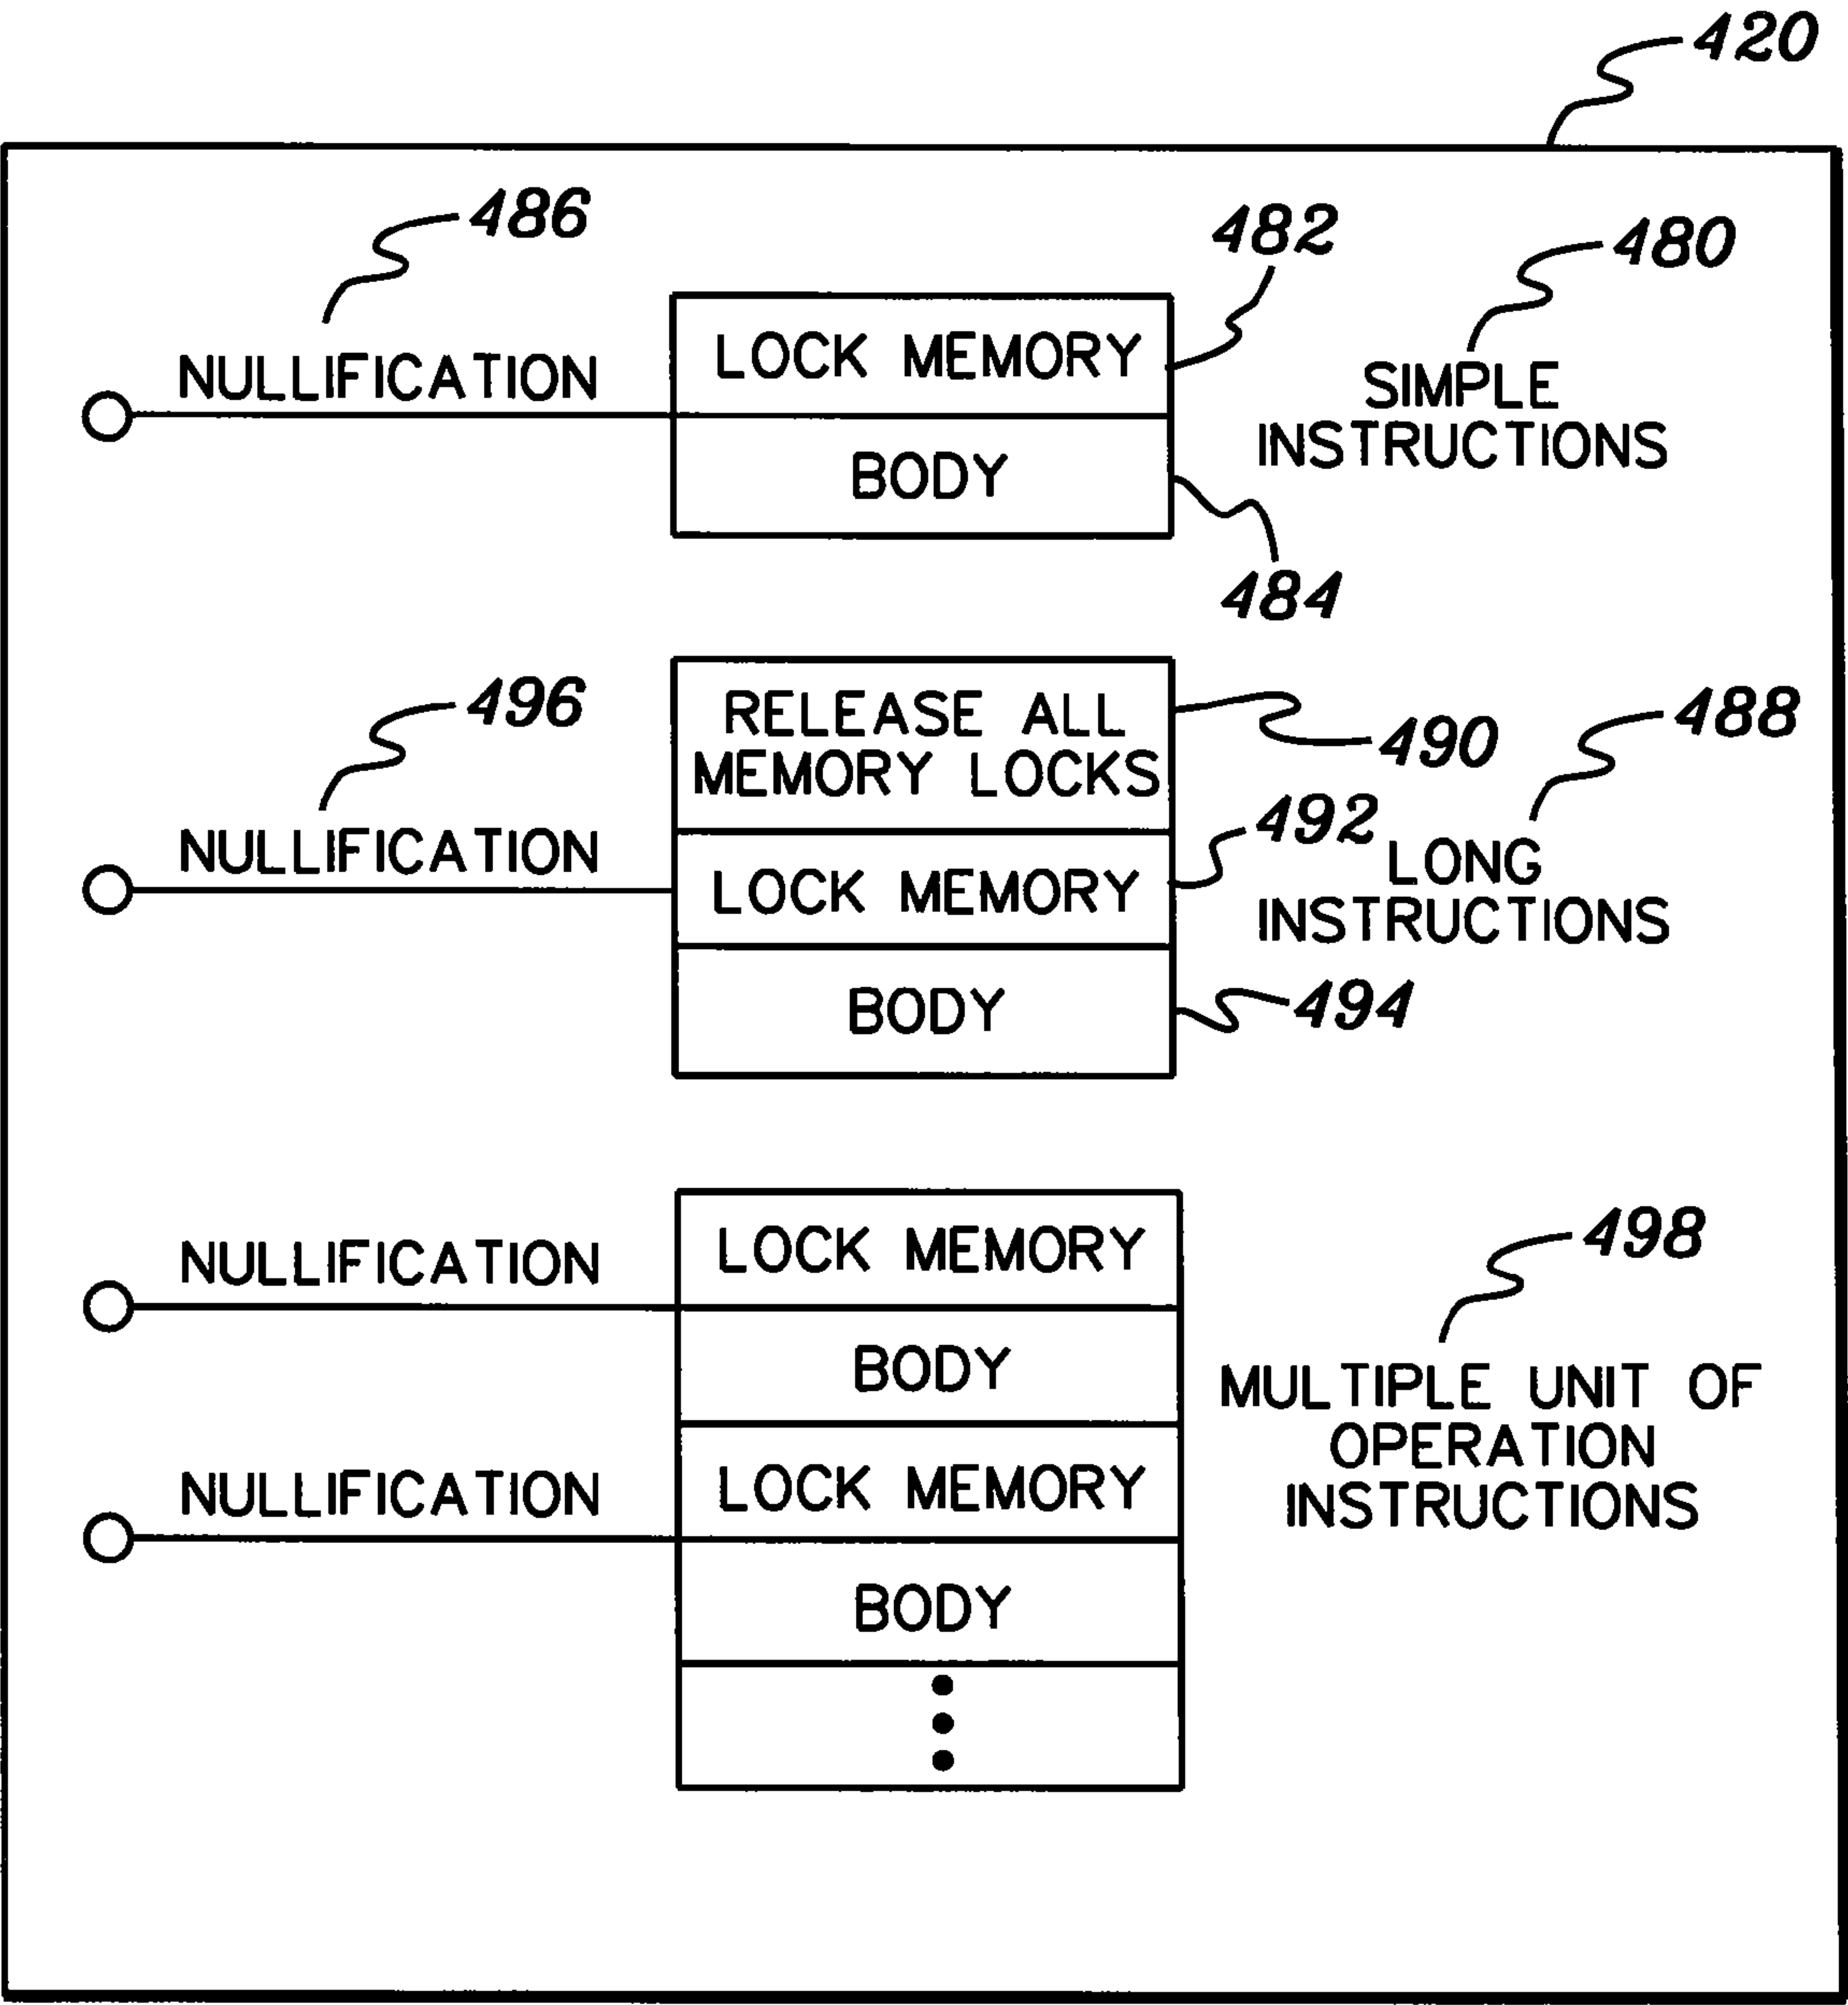 420
486
482
480
NULLIFICATION
LOCK MEMORY
SIMPLE
INSTRUCTIONS
BODY
484
496
RELEASE ALL
MEMORY LOCKS
490
488
NULLIFICATION
492
LOCK MEMORY
LONG
INSTRUCTIONS
BODY
494
NULLIFICATION
LOCK MEMORY
498
BODY
MULTIPLE UNIT OF
OPERATION
INSTRUCTIONS
NULLIFICATION
LOCK MEMORY
BODY